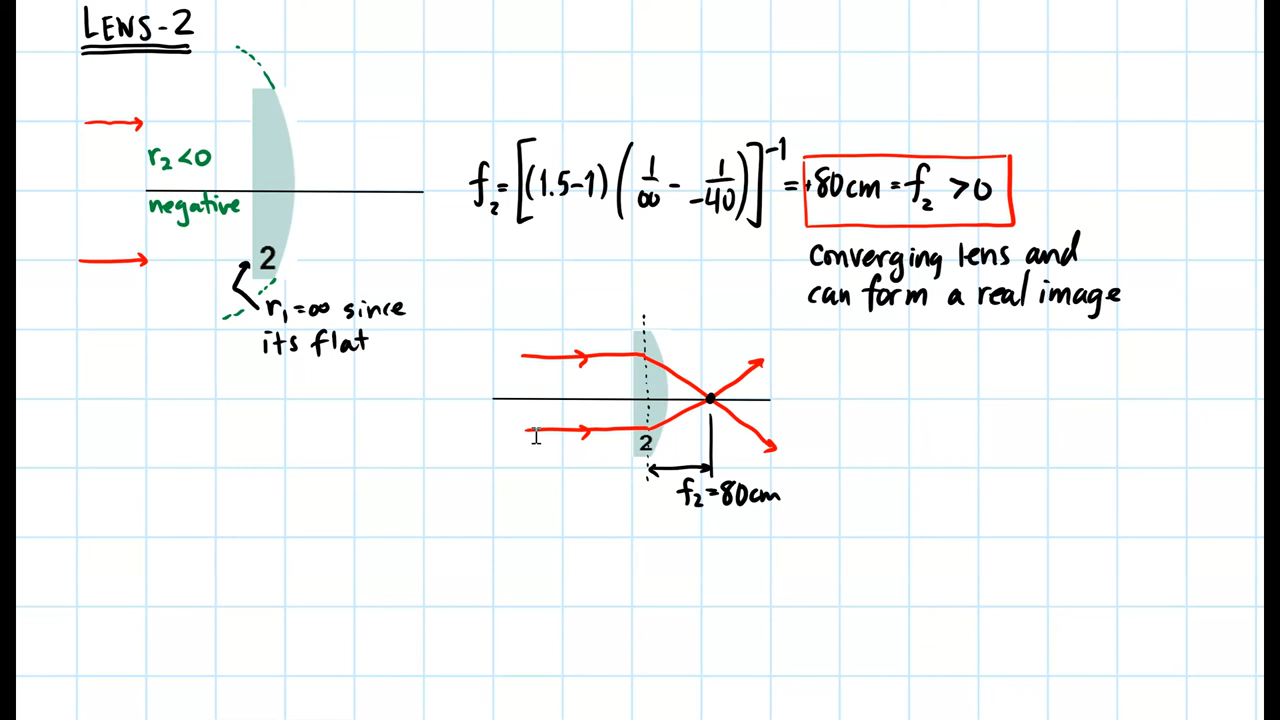 LENS-2
r₂<0
negative
2
r₁=∞ since
its flat
f₂=[(1.5-1)(1/∞ - 1/-40)]⁻¹=+80cm=f₂>0
converging lens and
can form a real image
2
f₂=80cm